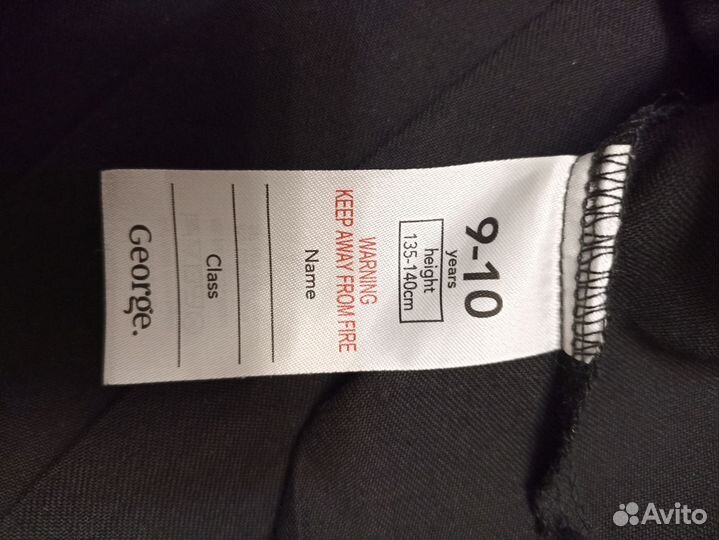 9-10
years
height
135-140cm
WARNING
KEEP AWAY FROM FIRE
Name
Class
George.
Avito